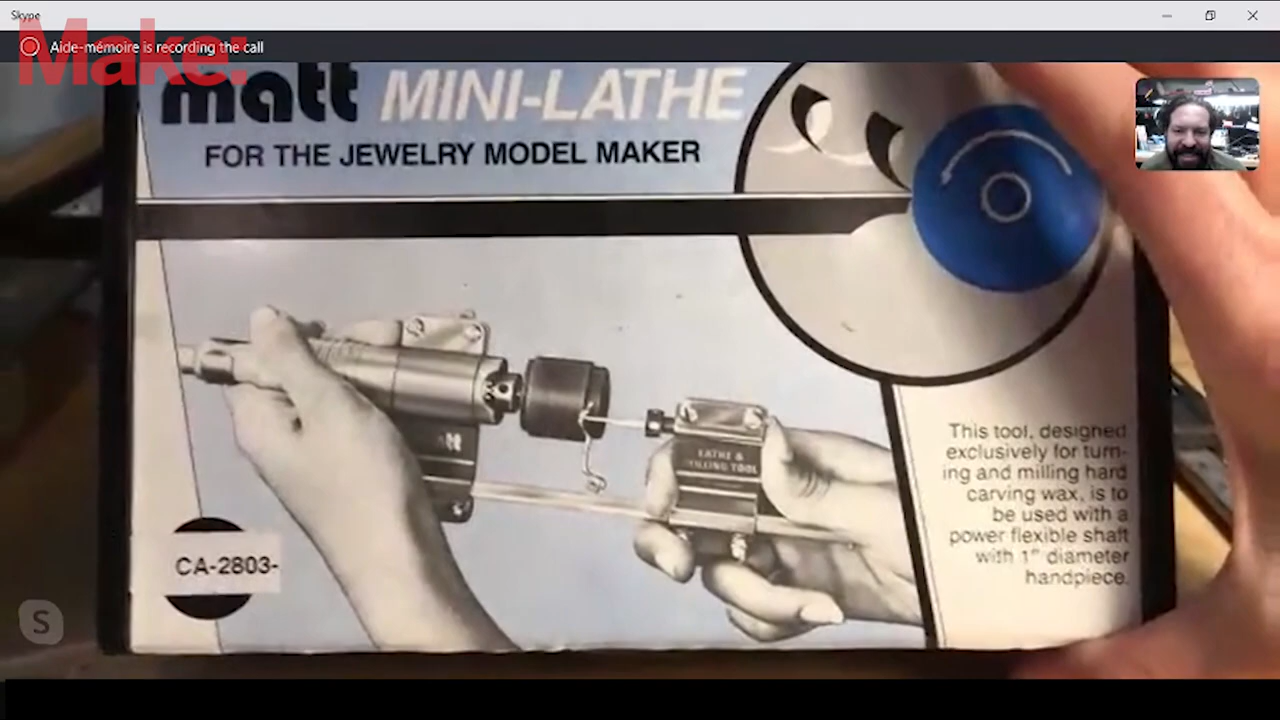 Skype
Aide-mémoire is recording the call
Make:
matt MINI-LATHE
FOR THE JEWELRY MODEL MAKER
LATHE &
MILLING TOOL
This tool, designed
exclusively for turn-
ing and milling hard
carving wax, is to
be used with a
power flexible shaft
with 1" diameter
handpiece.
CA-2803-
S